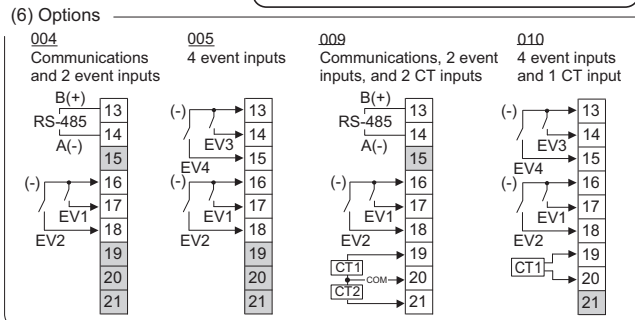 (6) Options
004
Communications
and 2 event inputs
B(+)
RS-485
A(-)
(-)
EV1
EV2
13
14
15
16
17
18
19
20
21
005
4 event inputs
(-)
EV3
EV4
(-)
EV1
EV2
13
14
15
16
17
18
19
20
21
009
Communications, 2 event
inputs, and 2 CT inputs
B(+)
RS-485
A(-)
(-)
EV1
EV2
CT1
COM
CT2
13
14
15
16
17
18
19
20
21
010
4 event inputs
and 1 CT input
(-)
EV3
EV4
(-)
EV1
EV2
CT1
13
14
15
16
17
18
19
20
21